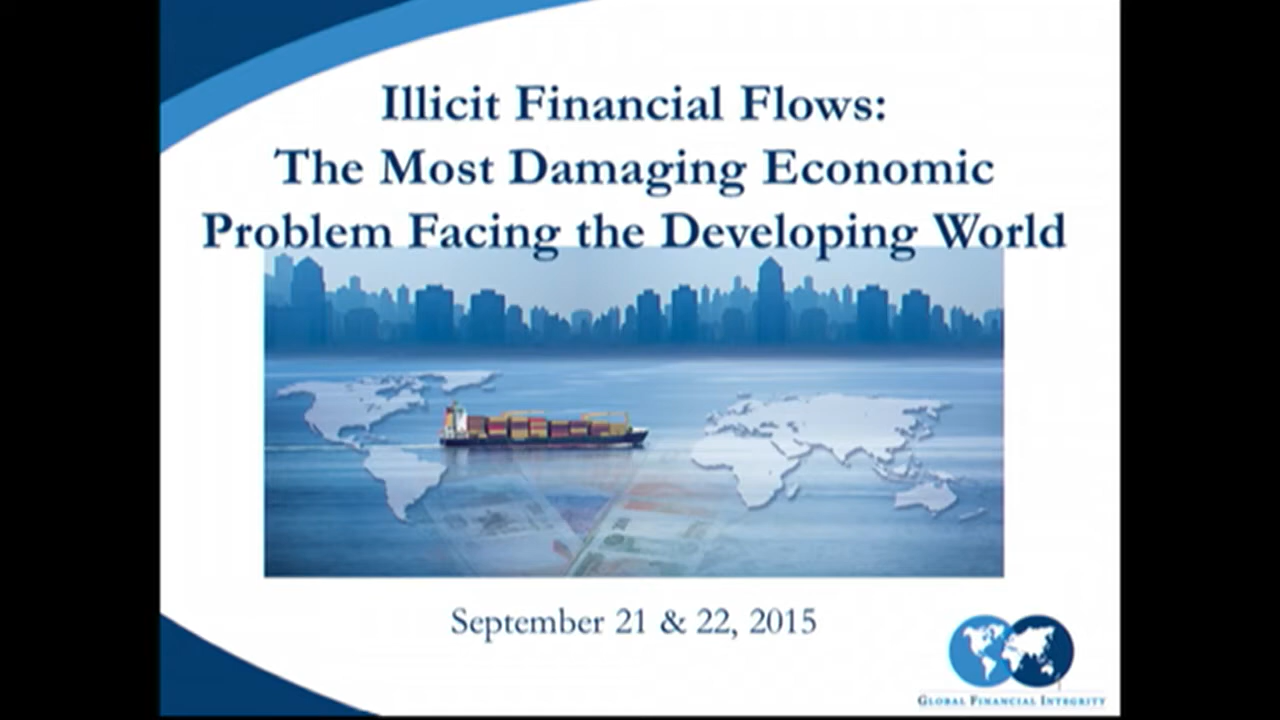 Illicit Financial Flows:
The Most Damaging Economic
Problem Facing the Developing World
September 21 & 22, 2015
GLOBAL FINANCIAL INTEGRITY